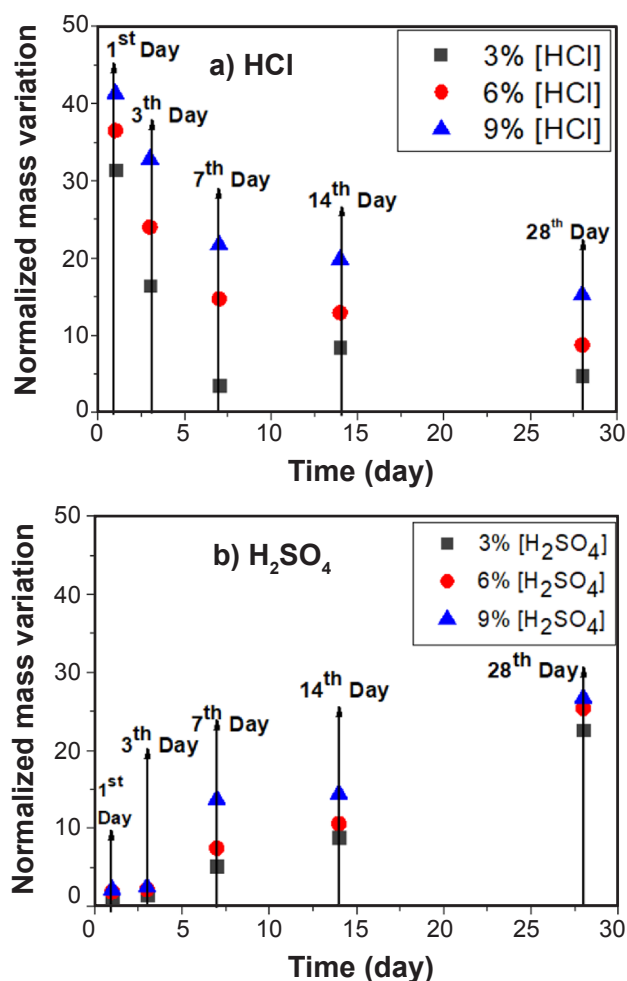 50
40
30
20
10
0
Normalized mass variation
a) HCl
3% [HCl]
6% [HCl]
9% [HCl]
1st Day
3th Day
7th Day
14th Day
28th Day
0 5 10 15 20 25 30
Time (day)
50
40
30
20
10
0
Normalized mass variation
b) H₂SO₄
3% [H₂SO₄]
6% [H₂SO₄]
9% [H₂SO₄]
1st
Day
3th Day
7th Day
14th Day
28th Day
0 5 10 15 20 25 30
Time (day)